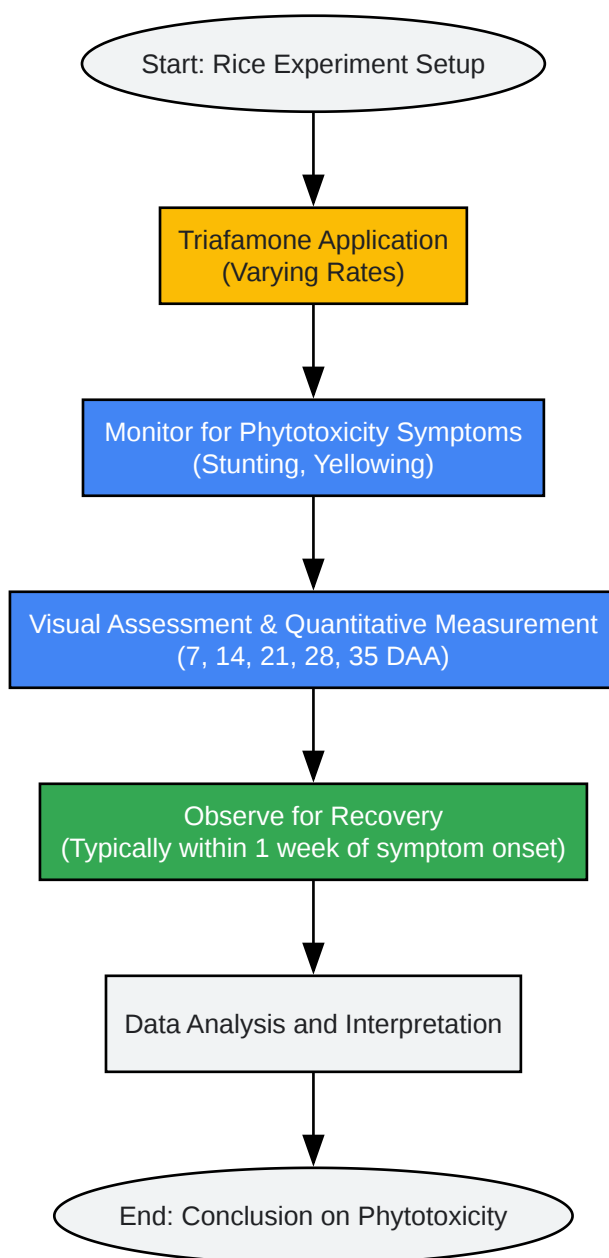 Start: Rice Experiment Setup
Triafamone Application
(Varying Rates)
Monitor for Phytotoxicity Symptoms
(Stunting, Yellowing)
Visual Assessment & Quantitative Measurement
(7, 14, 21, 28, 35 DAA)
Observe for Recovery
(Typically within 1 week of symptom onset)
Data Analysis and Interpretation
End: Conclusion on Phytotoxicity